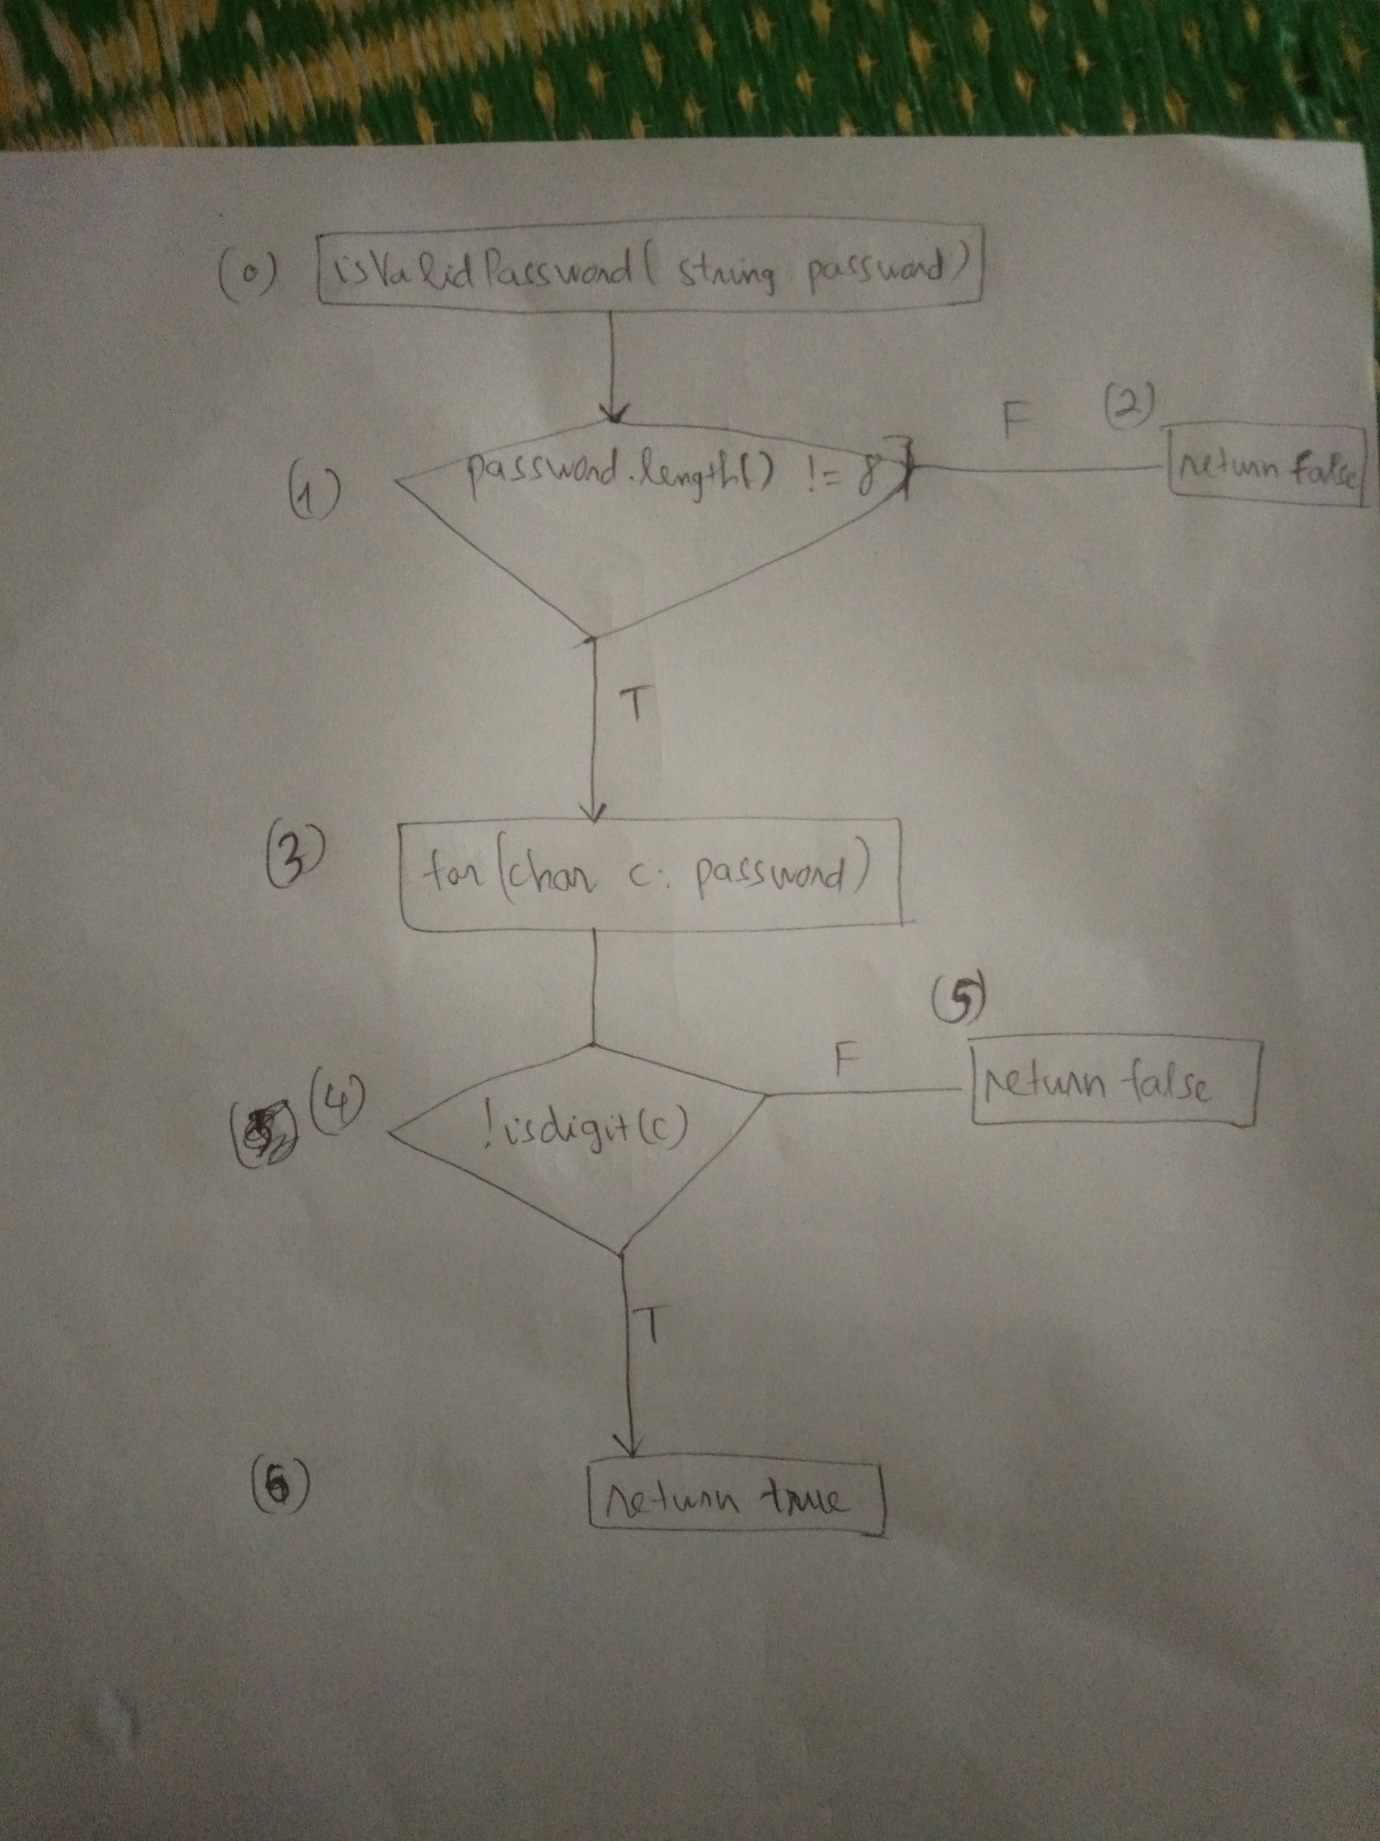 (0) isValidPassword( string password)
F (2)
(1) password.length() != 8 return false
T
(3) for (char c: password)
(5)
F
(4) !isdigit(c) return false
T
(6) return true